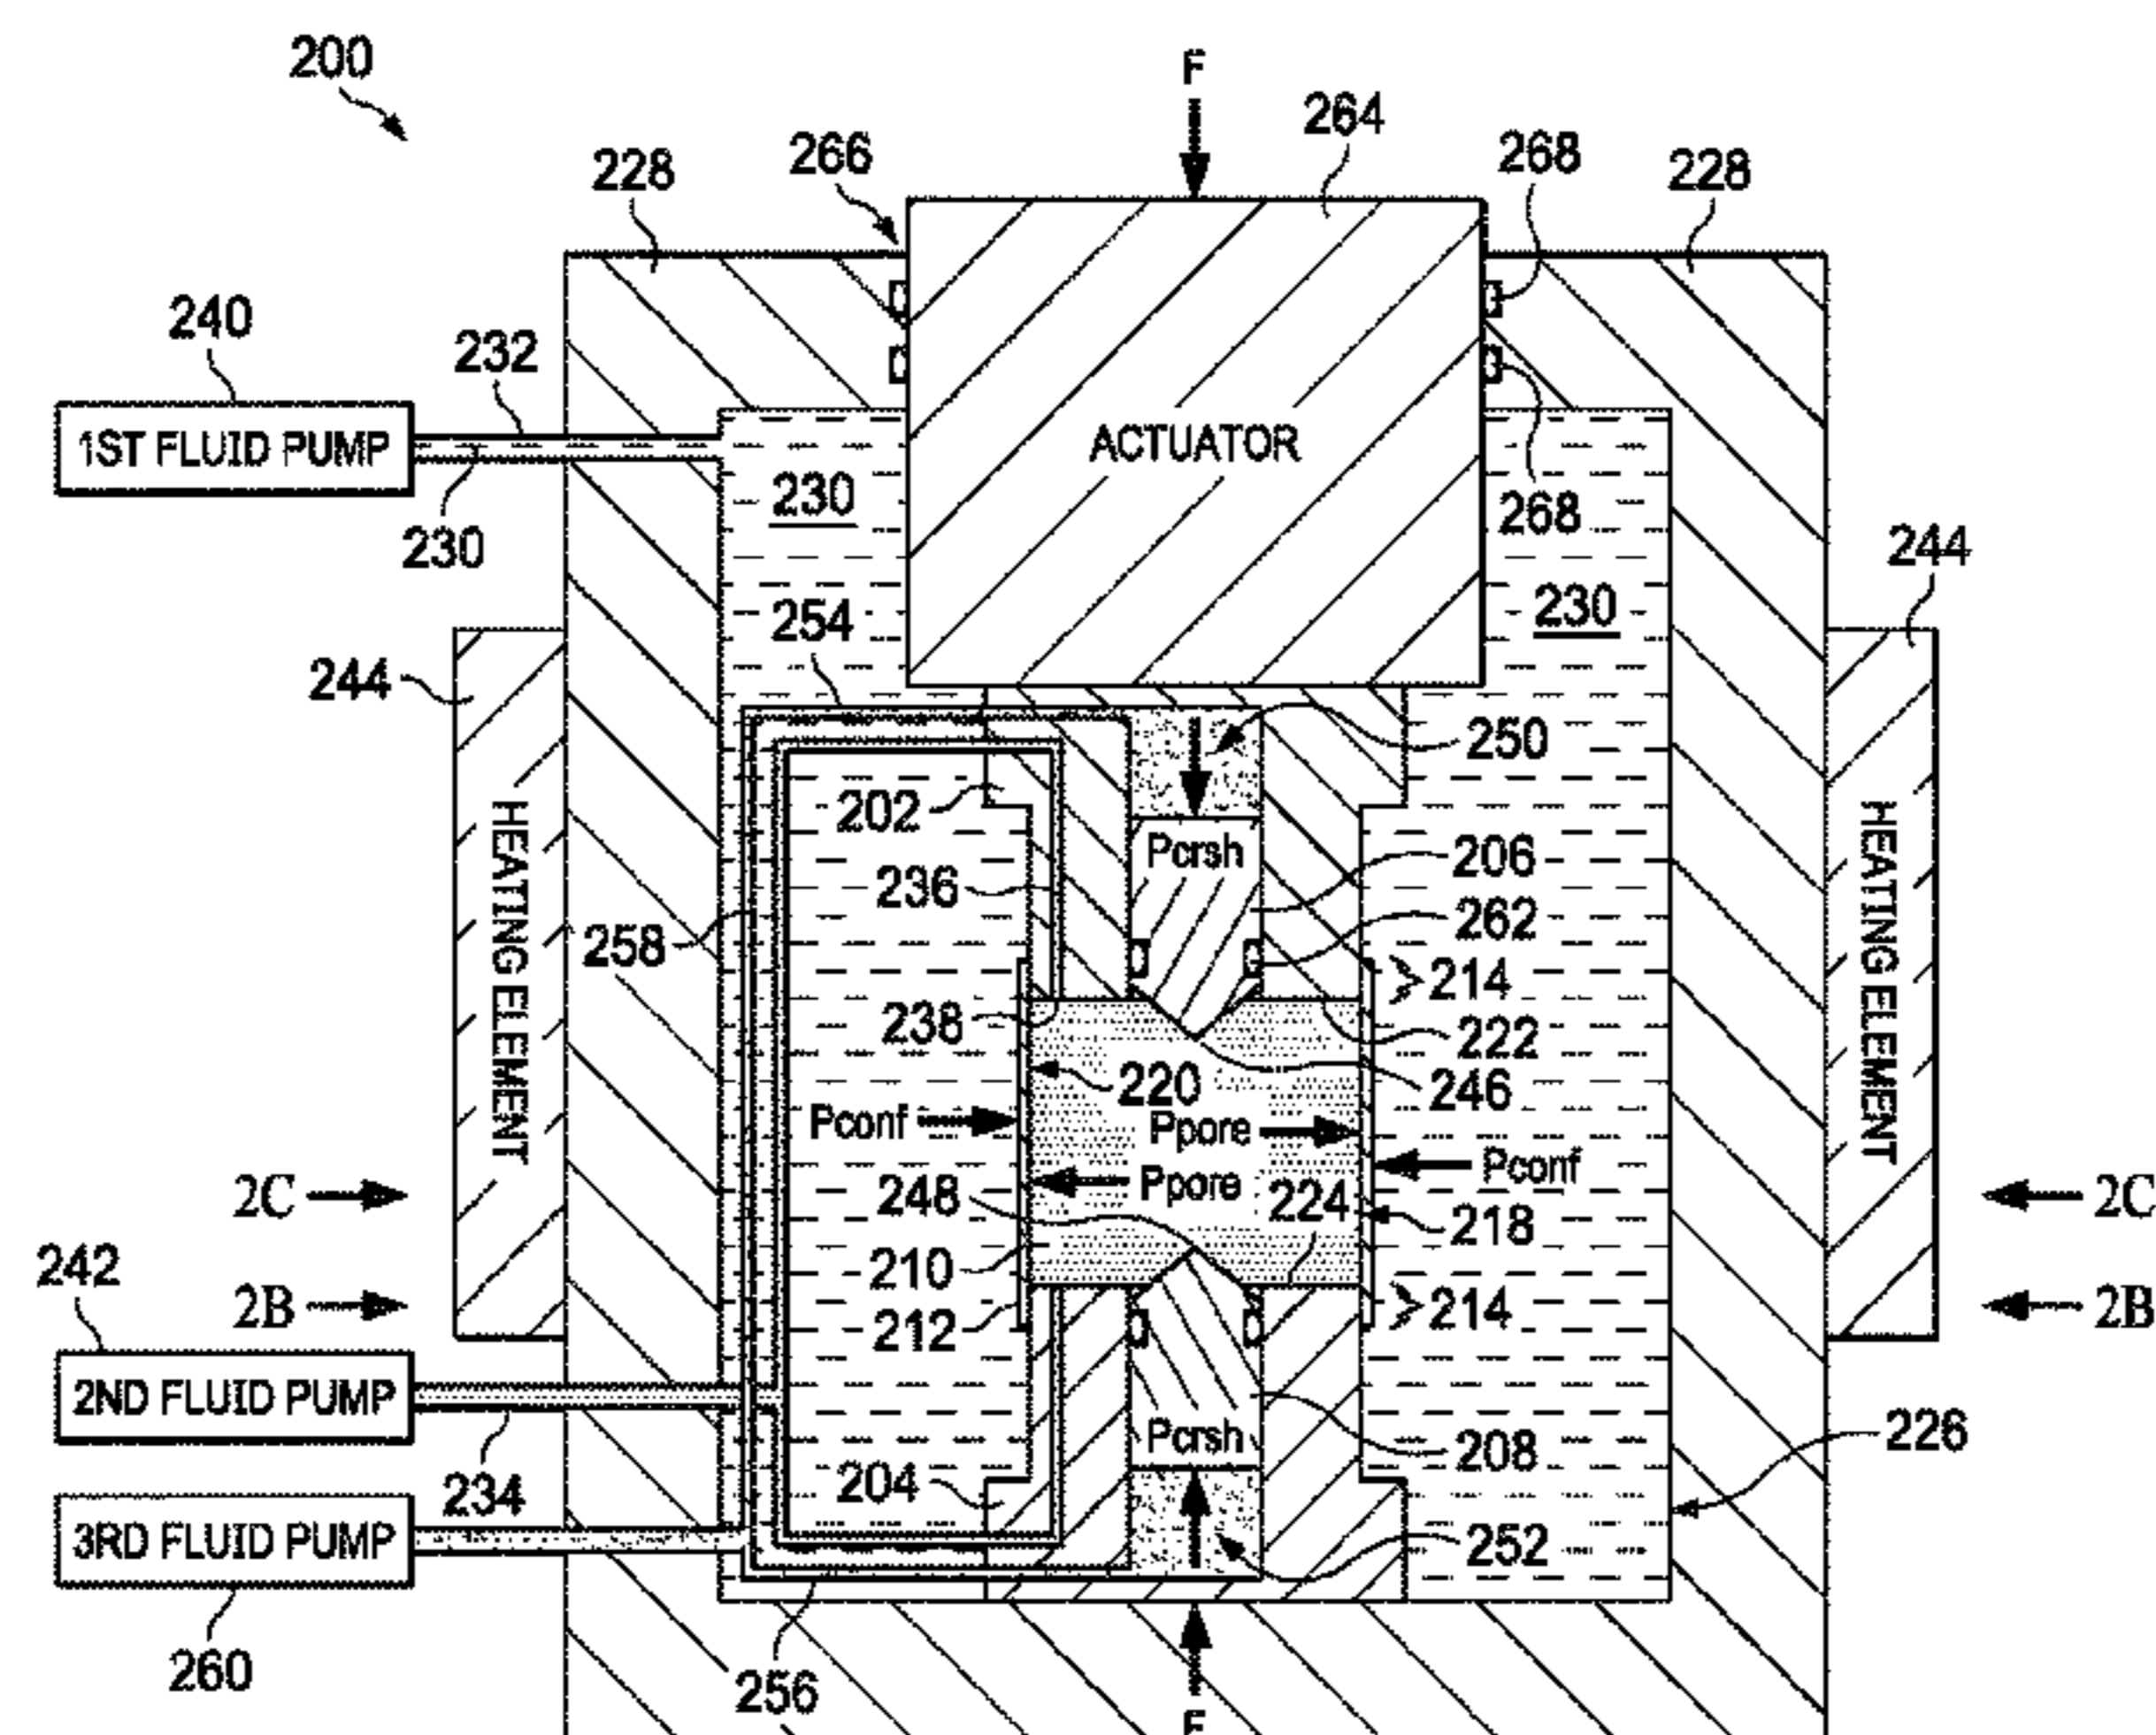 200
F
264
266
268
228
228
240
232
1ST FLUID PUMP
ACTUATOR
230
230
268
244
254
230
244
250
202
Pcrsh
206
236
262
HEATING ELEMENT
HEATING ELEMENT
258
214
238
222
220
246
Pconf
Ppore
Ppore
Pconf
248
224
2C
2C
218
242
210
2B
2B
212
214
2ND FLUID PUMP
226
Pcrsh
208
204
234
3RD FLUID PUMP
252
260
256
F